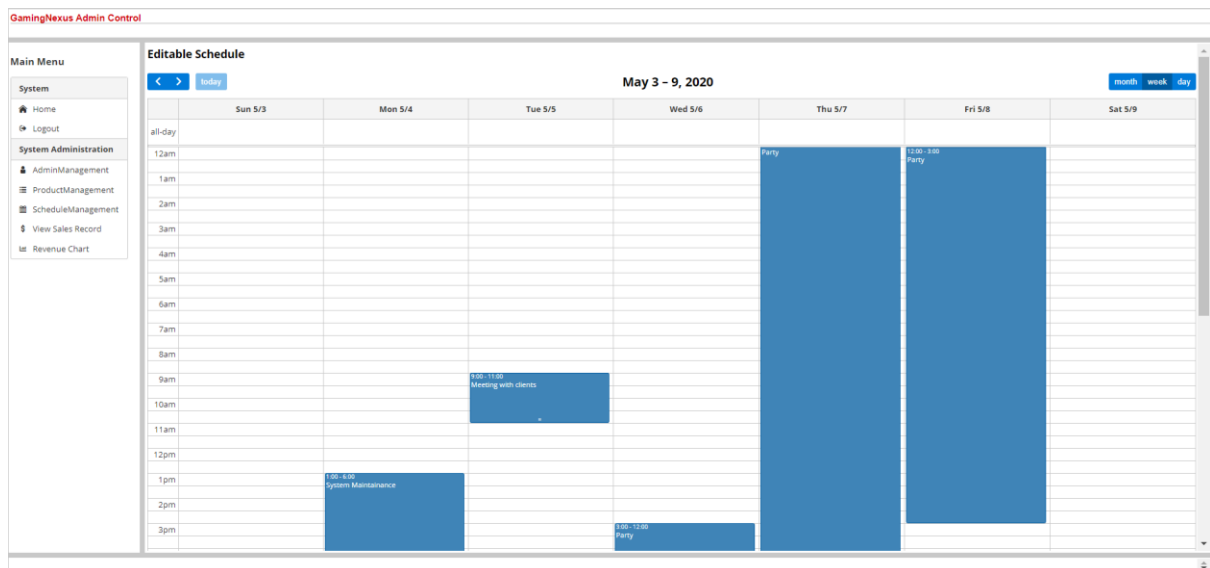 GamingNexus Admin Control
Main Menu
System
Home
Logout
System Administration
AdminManagement
ProductManagement
ScheduleManagement
$ View Sales Record
Revenue Chart
Editable Schedule
today
May 3 – 9, 2020
month week day
Sun 5/3 Mon 5/4 Tue 5/5 Wed 5/6 Thu 5/7 Fri 5/8 Sat 5/9
all-day
12am
1am
2am
3am
4am
5am
6am
7am
8am
9am
10am
11am
12pm
1pm
2pm
3pm
1:00 - 6:00
System Maintainance
9:00 - 11:00
Meeting with clients
3:00 - 12:00
Party
Party
12:00 - 3:00
Party